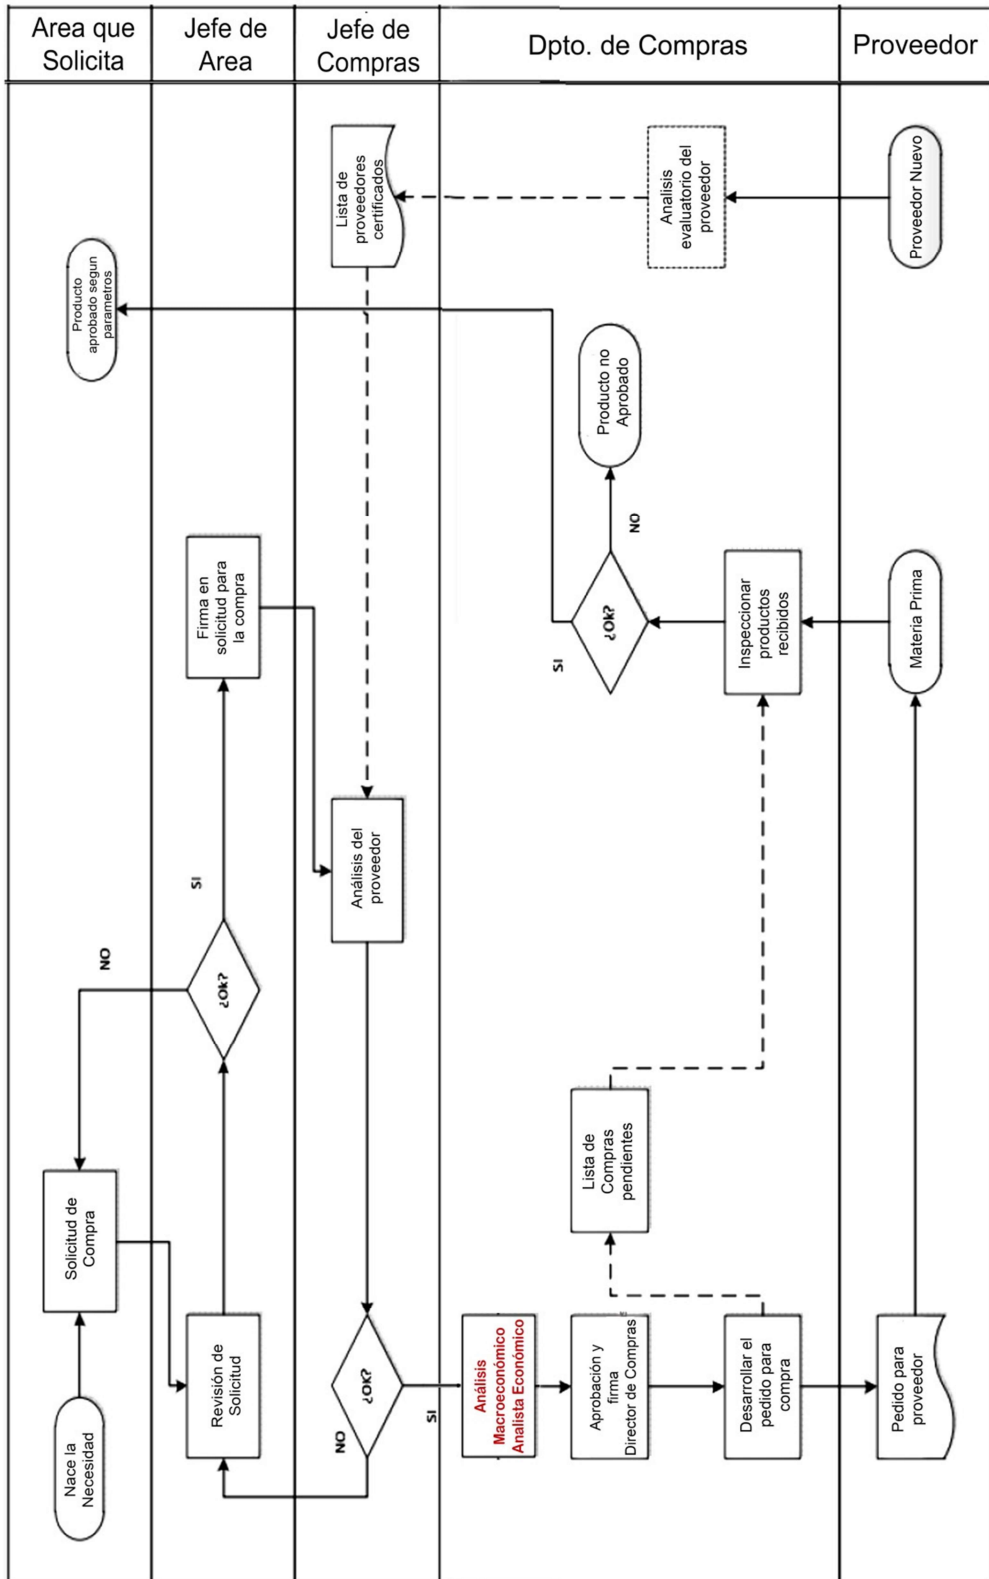 Area que
Solicita
Jefe de
Area
Jefe de
Compras
Dpto. de Compras
Proveedor
Nace la
Necesidad
Solicitud de
Compra
NO
Producto
aprobado segun
parametros
Revisión de
Solicitud
¿Ok?
SI
Firma en
solicitud para
la compra
NO
¿OK?
SI
Análisis del
proveedor
Lista de
proveedores
certificados
Análisis
Macroeconómico
Analista Económico
Aprobación y
firma
Director de Compras
Desarrollar el
pedido para
compra
Lista de
Compras
pendientes
SI
¿Ok?
NO
Producto no
Aprobado
Inspeccionar
productos
recibidos
Analisis
evaluatorio del
proveedor
Pedido para
proveedor
Materia Prima
Proveedor Nuevo